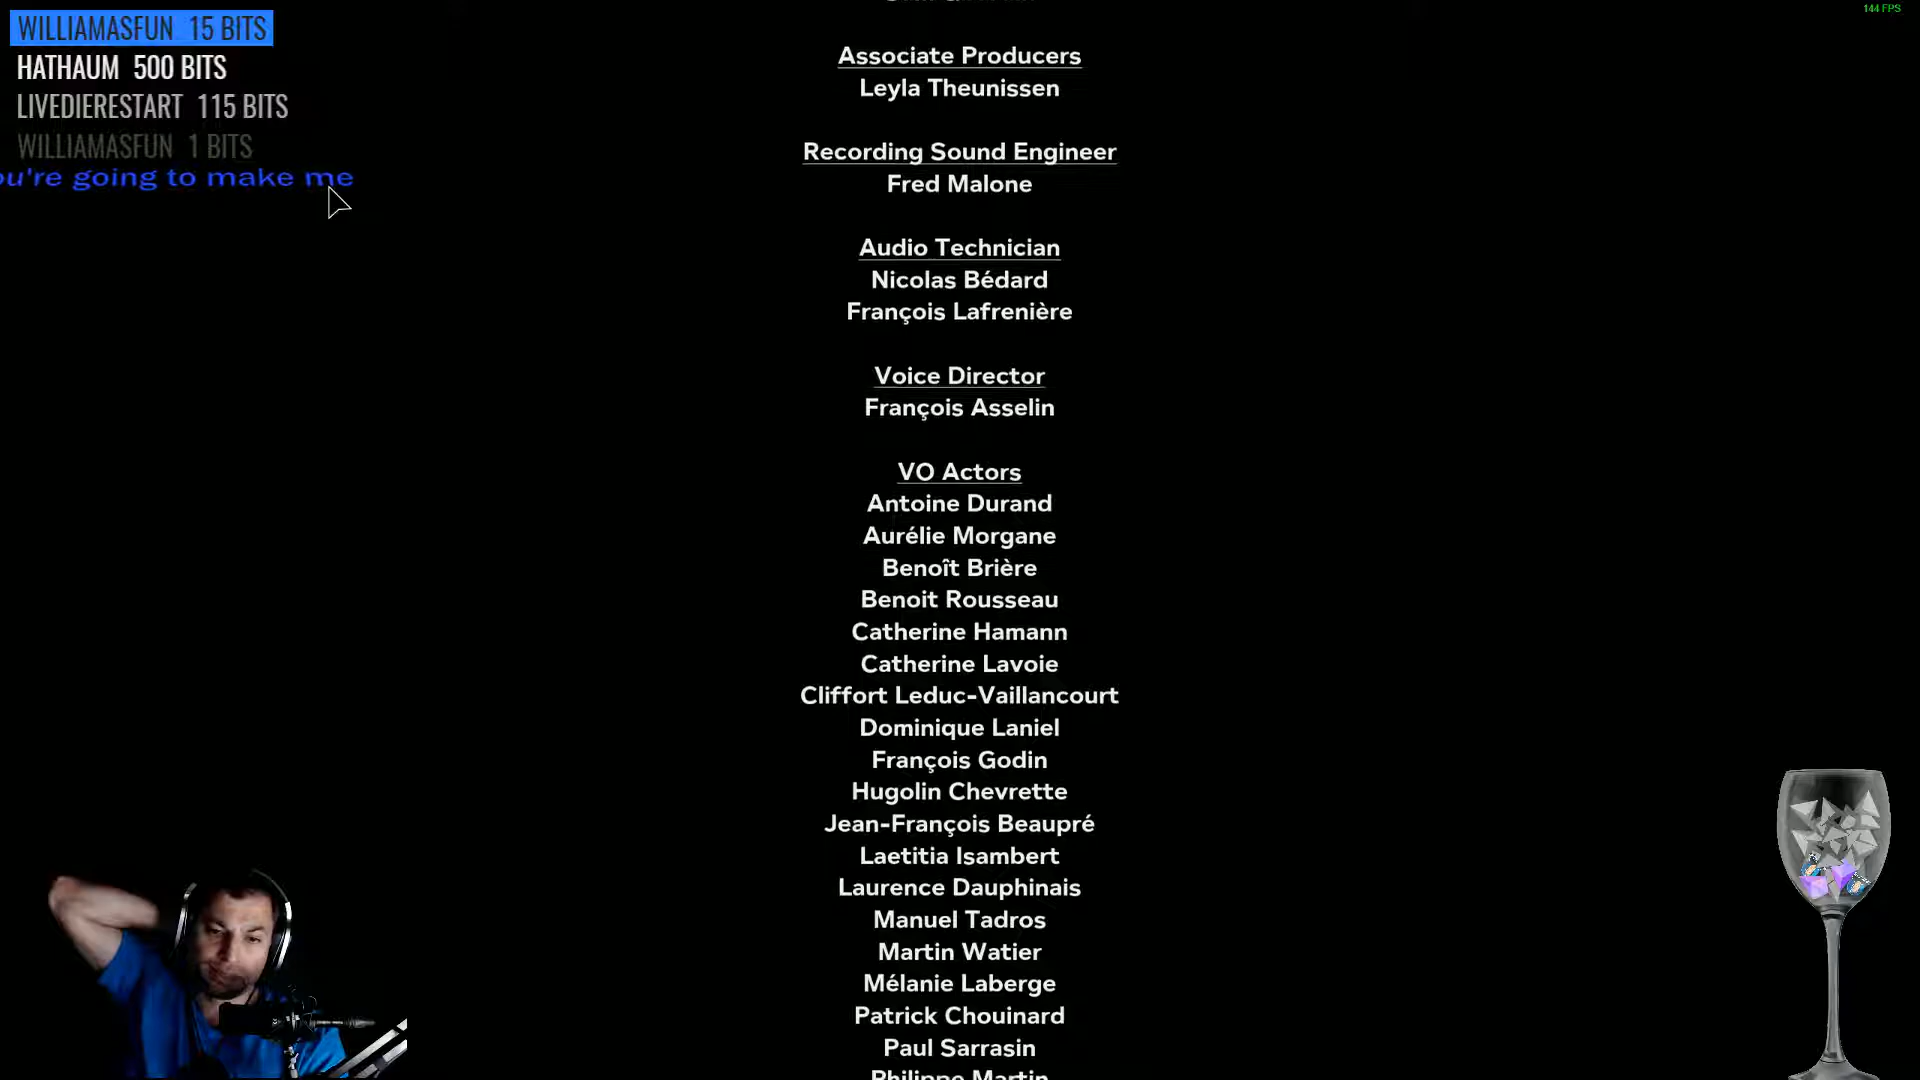 WILLIAMASFUN 15 BITS
HATHAUM 500 BITS
LIVEDIERESTART 115 BITS
WILLIAMASFUN 1 BITS
ou're going to make me
144 FPS
Associate Producers
Leyla Theunissen
Recording Sound Engineer
Fred Malone
Audio Technician
Nicolas Bédard
François Lafrenière
Voice Director
François Asselin
VO Actors
Antoine Durand
Aurélie Morgane
Benoît Brière
Benoit Rousseau
Catherine Hamann
Catherine Lavoie
Cliffort Leduc-Vaillancourt
Dominique Laniel
François Godin
Hugolin Chevrette
Jean-François Beaupré
Laetitia Isambert
Laurence Dauphinais
Manuel Tadros
Martin Watier
Mélanie Laberge
Patrick Chouinard
Paul Sarrasin
Philippe Martin